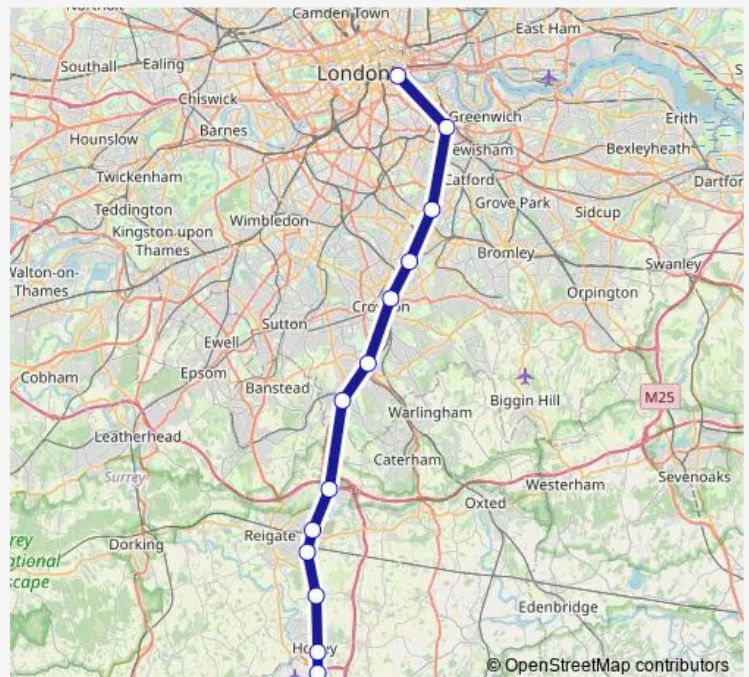 Camden Town
East Ham
Southall
Ealing
London
Chiswick
Greenwich
Erith
Hounslow
Barnes
ewisham
Bexleyheath
Twickenham
Catford
Dartfor
Teddington
Grove Park
Sidcup
Kingston upon
Thames
Wimbledon
Bromley
Swanley
Walton-on-
Thames
Orpington
Croydon
Sutton
Ewell
Epsom
Cobham
Banstead
Biggin Hill
M25
Warlingham
Leatherhead
Caterham
Surrey
Westerham
Sevenoaks
Oxted
Reigate
Dorking
rey
ational
scape
Edenbridge
Horley
© OpenStreetMap contributors